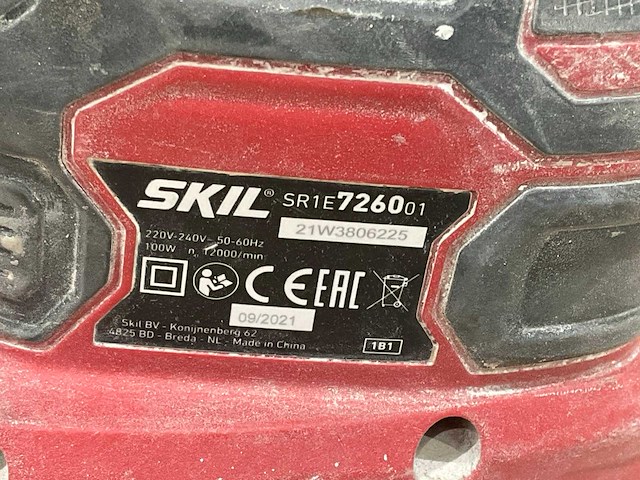 SKIL® SR1E726001
21W3806225
220V-240V~ 50-60Hz
100W n₀ 12000/min
CE EAC
09/2021
Skil BV - Konijnenberg 62
4825 BD - Breda - NL - Made in China
1B1